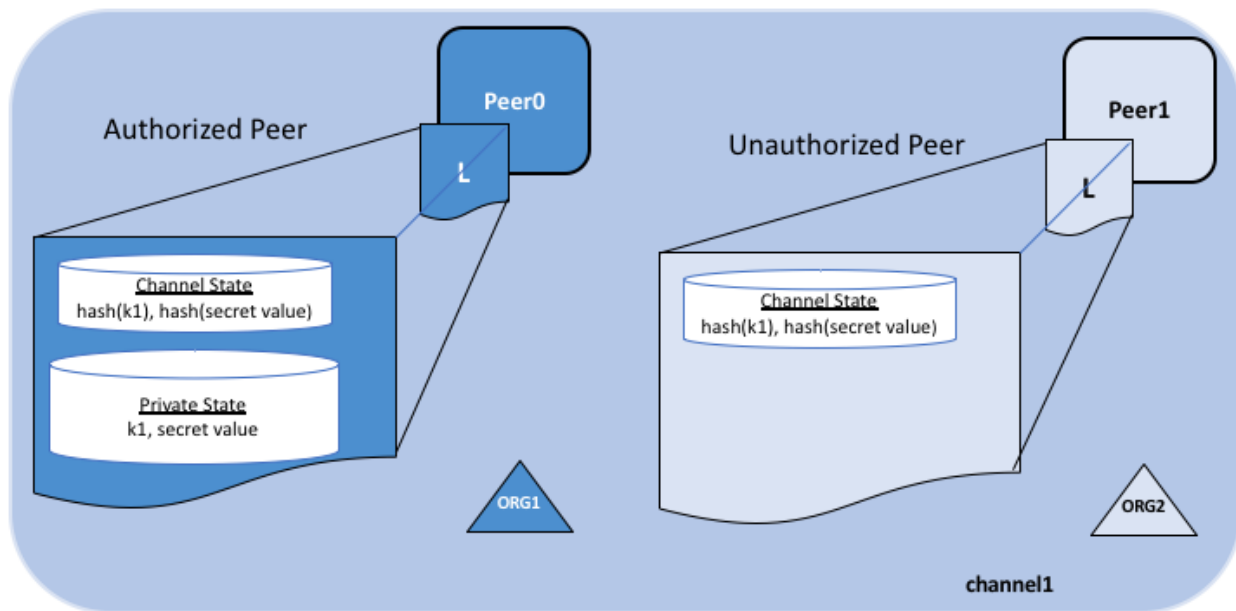 Peer0
Authorized Peer
L
Channel State
hash(k1), hash(secret value)
Private State
k1, secret value
ORG1
Peer1
Unauthorized Peer
L
Channel State
hash(k1), hash(secret value)
ORG2
channel1